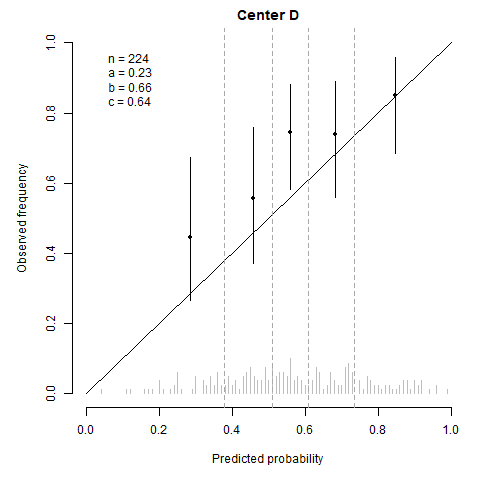 Center D
n = 224
a = 0.23
b = 0.66
c = 0.64
Observed frequency
1.0
0.8
0.6
0.4
0.2
0.0
0.0 0.2 0.4 0.6 0.8 1.0
Predicted probability